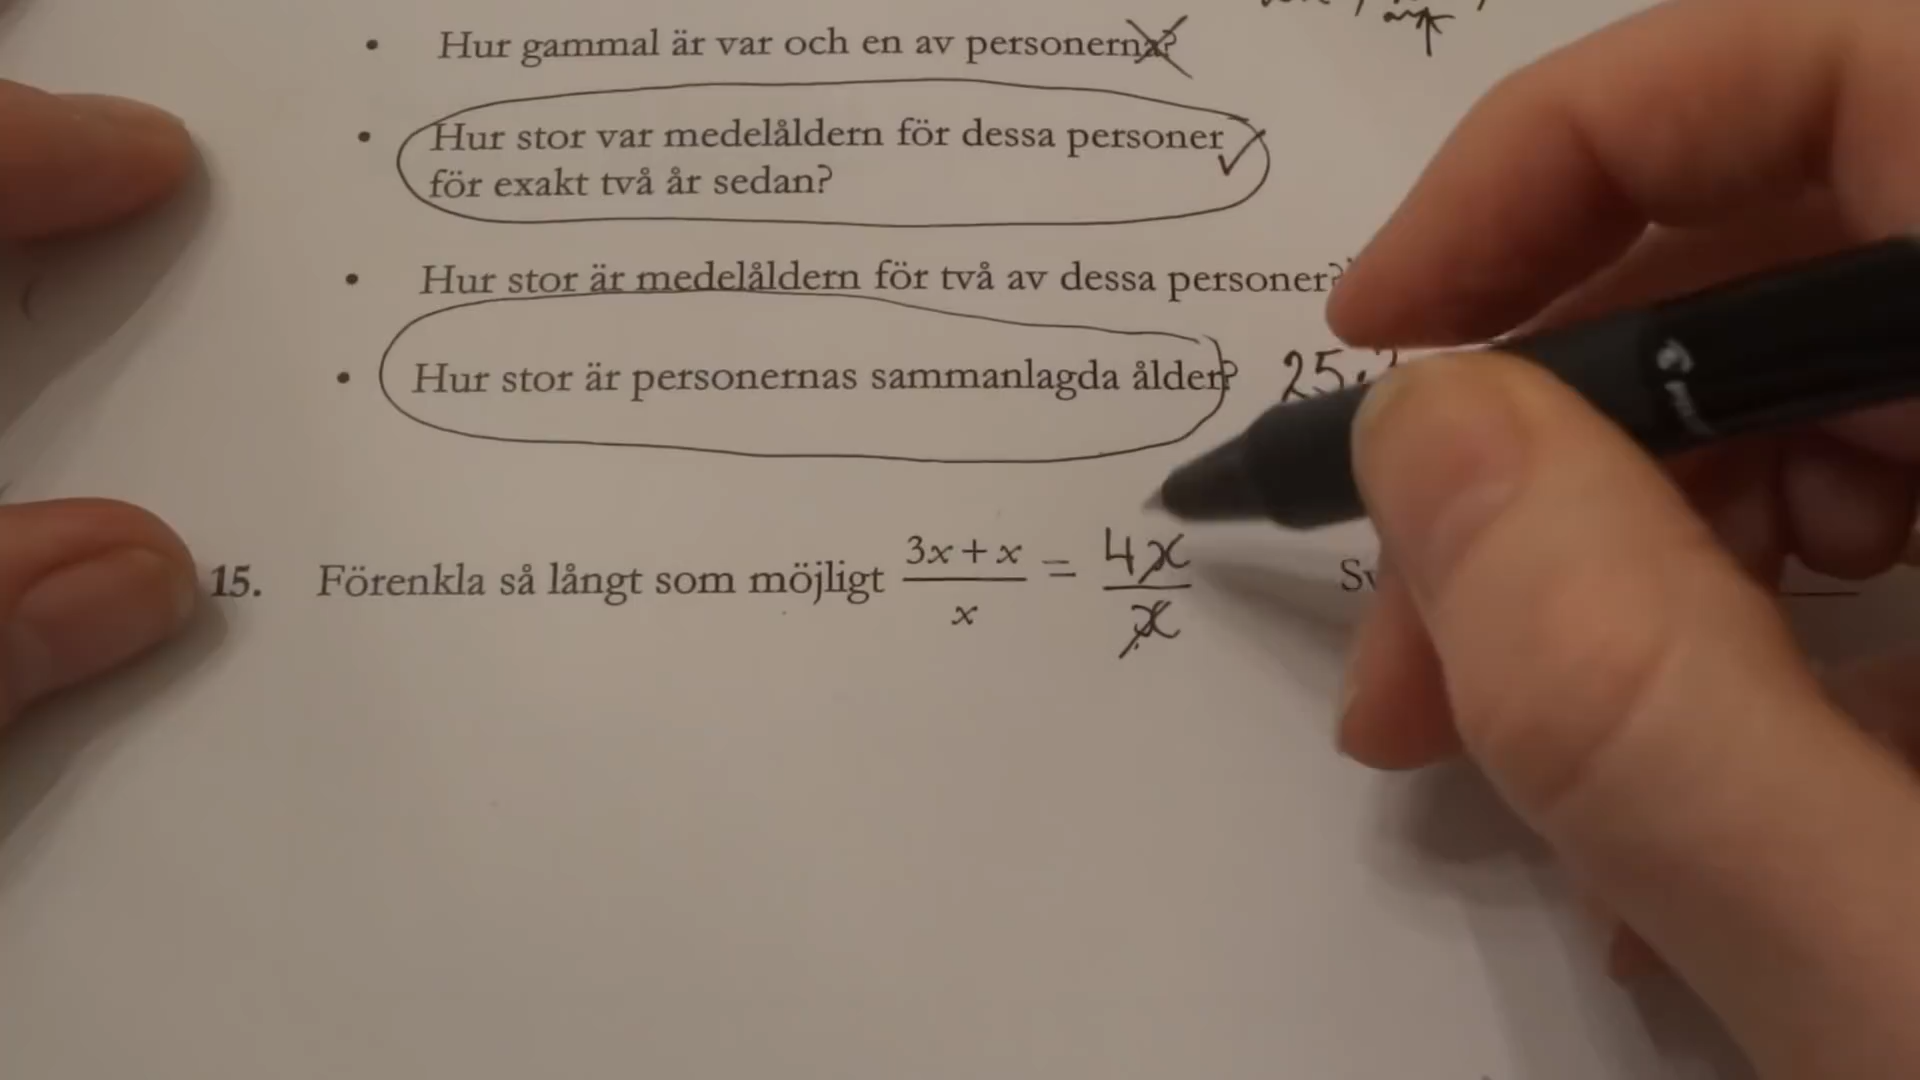 • Hur gammal är var och en av personerna?
• Hur stor var medelåldern för dessa personer
för exakt två år sedan?
• Hur stor är medelåldern för två av dessa personer?
• Hur stor är personernas sammanlagda ålder? 25·
15. Förenkla så långt som möjligt (3x + x)/x = 4x/x